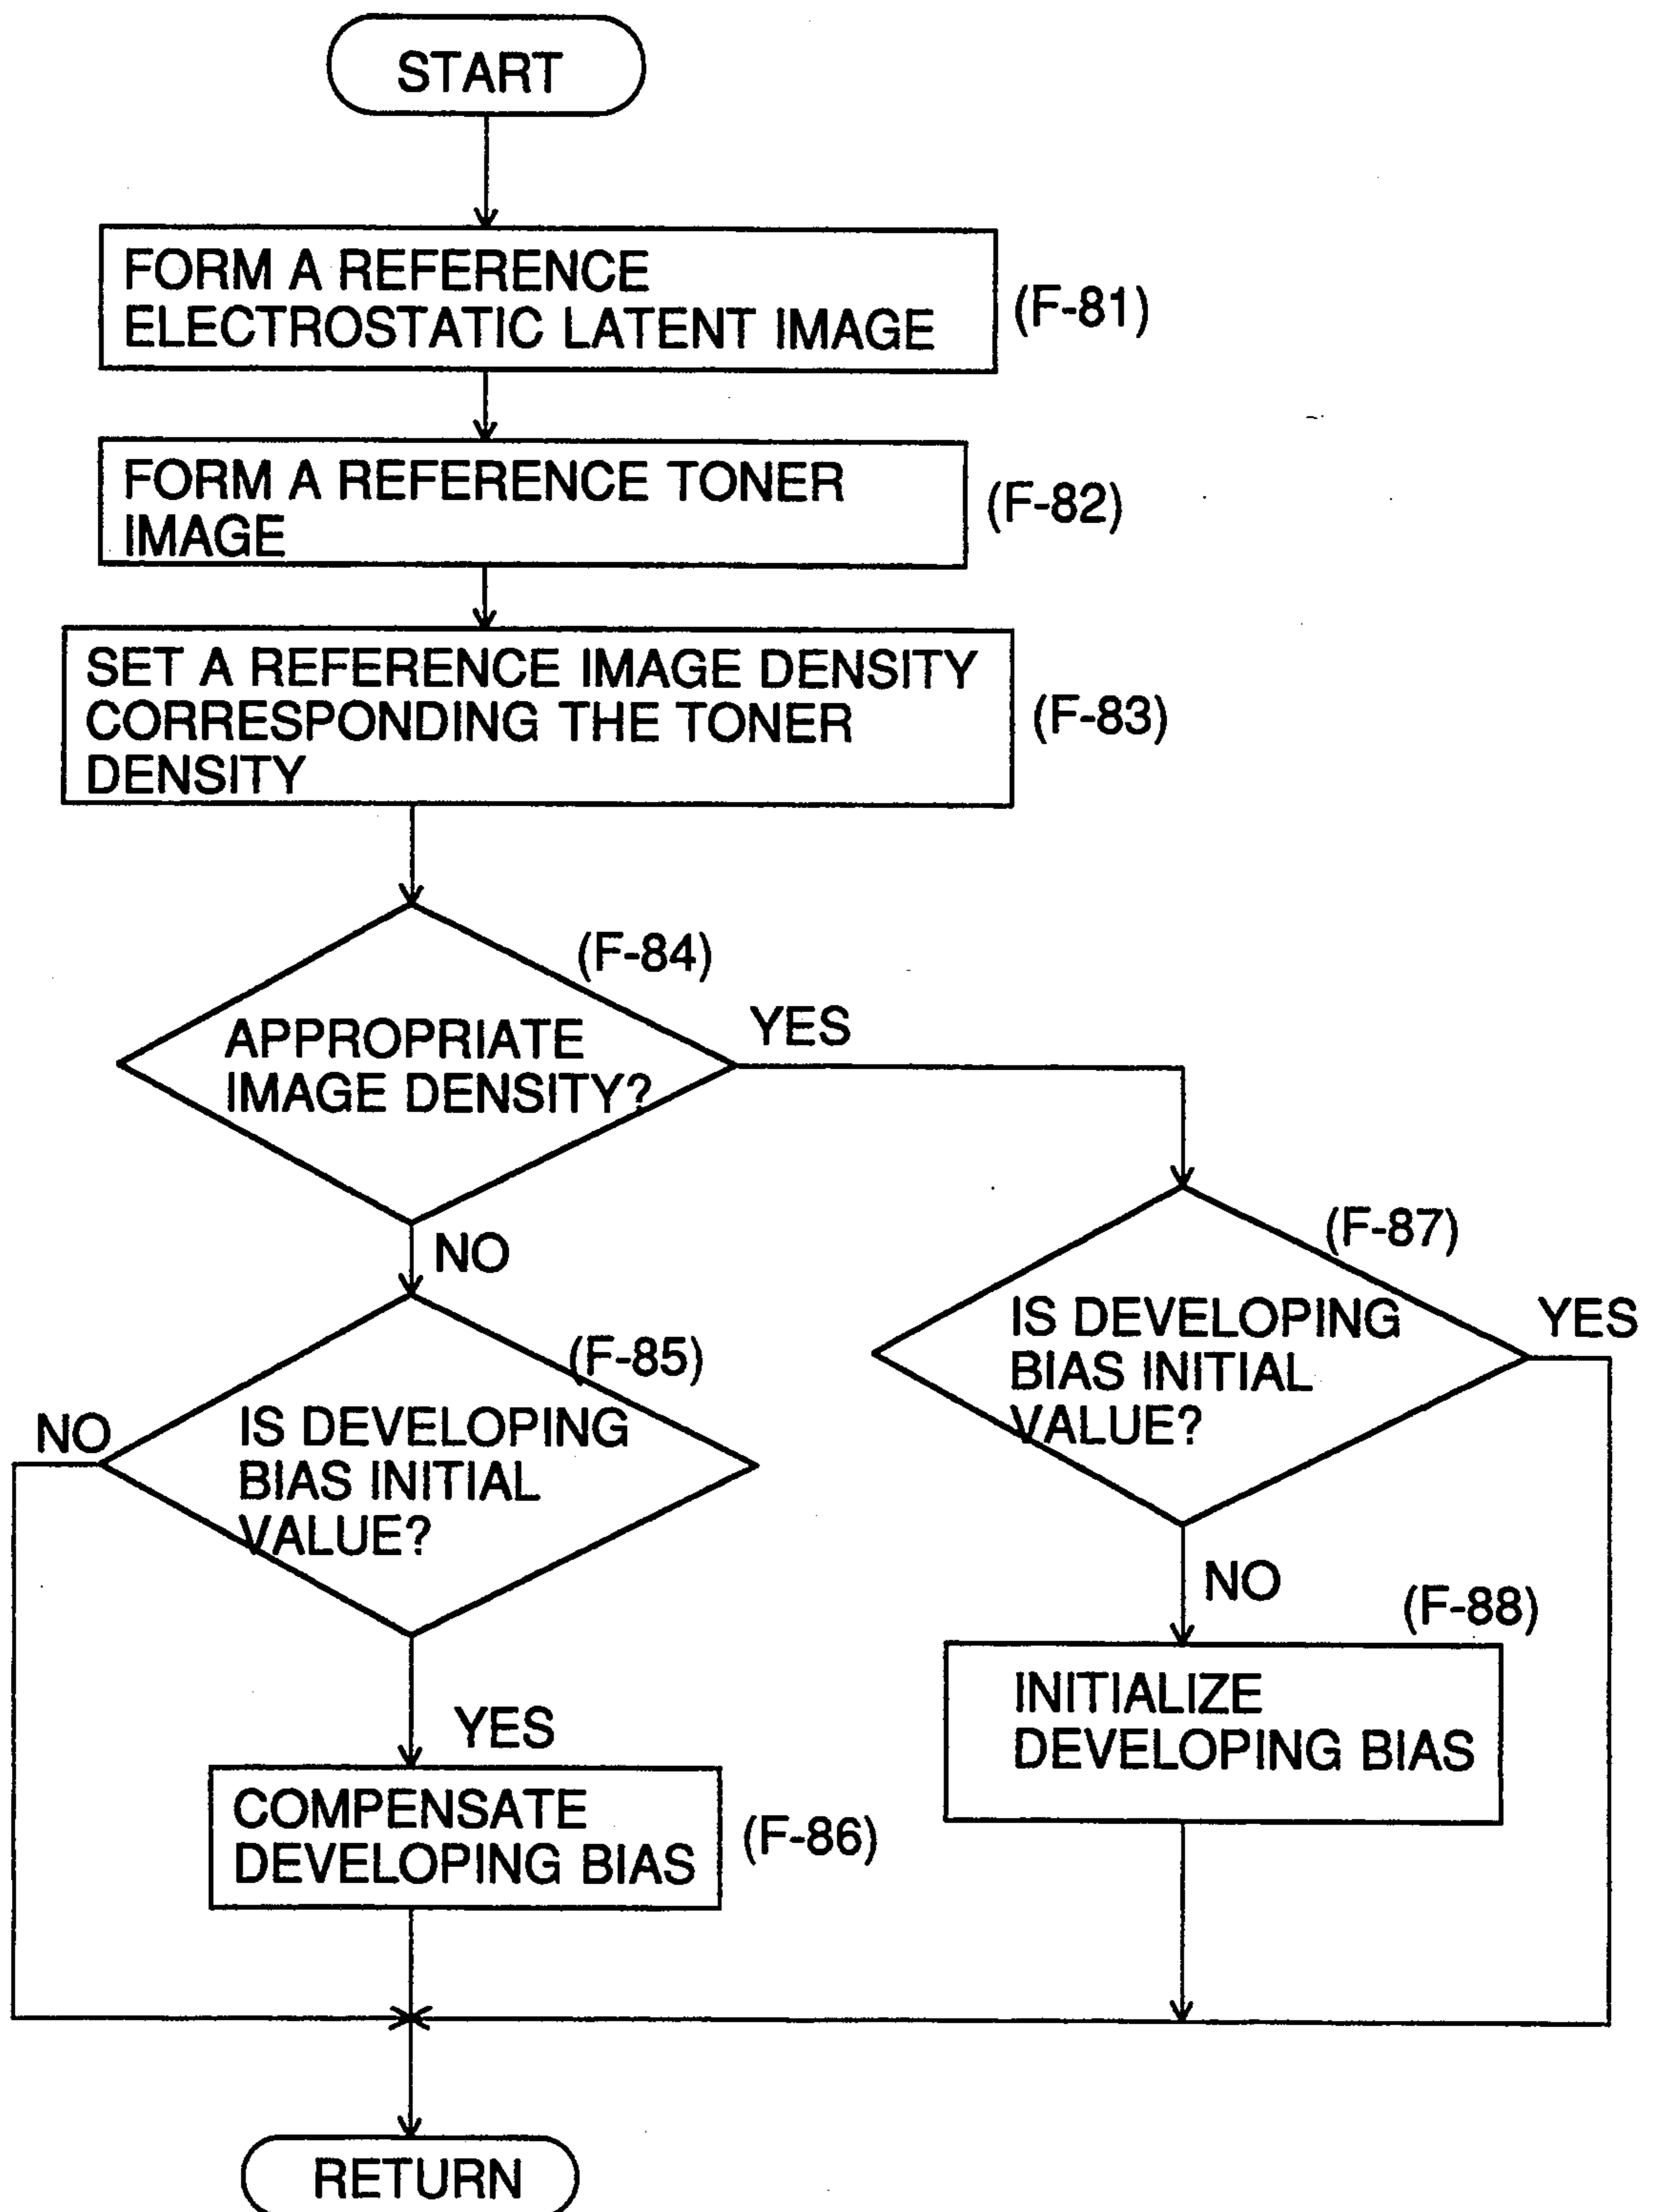 START
FORM A REFERENCE
ELECTROSTATIC LATENT IMAGE
(F-81)
FORM A REFERENCE TONER
IMAGE
(F-82)
SET A REFERENCE IMAGE DENSITY
CORRESPONDING THE TONER
DENSITY
(F-83)
(F-84)
APPROPRIATE
IMAGE DENSITY?
YES
NO
(F-85)
IS DEVELOPING
BIAS INITIAL
VALUE?
NO
YES
COMPENSATE
DEVELOPING BIAS
(F-86)
(F-87)
IS DEVELOPING
BIAS INITIAL
VALUE?
YES
NO
(F-88)
INITIALIZE
DEVELOPING BIAS
RETURN